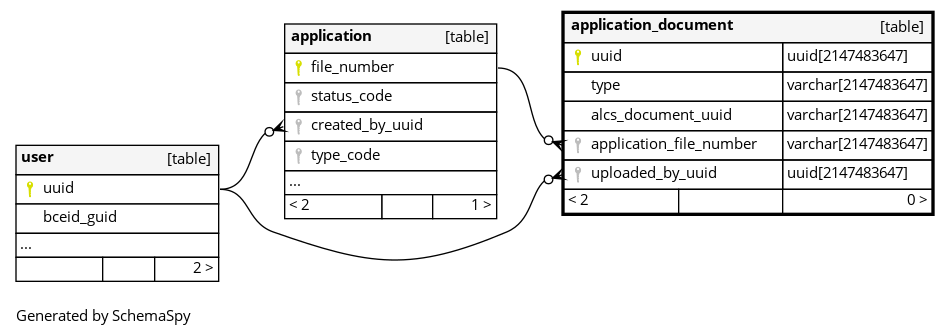 user [table]
uuid
bceid_guid
...
2 >
application [table]
file_number
status_code
created_by_uuid
type_code
...
< 2 1 >
application_document [table]
uuid uuid[2147483647]
type varchar[2147483647]
alcs_document_uuid varchar[2147483647]
application_file_number varchar[2147483647]
uploaded_by_uuid uuid[2147483647]
< 2 0 >
Generated by SchemaSpy